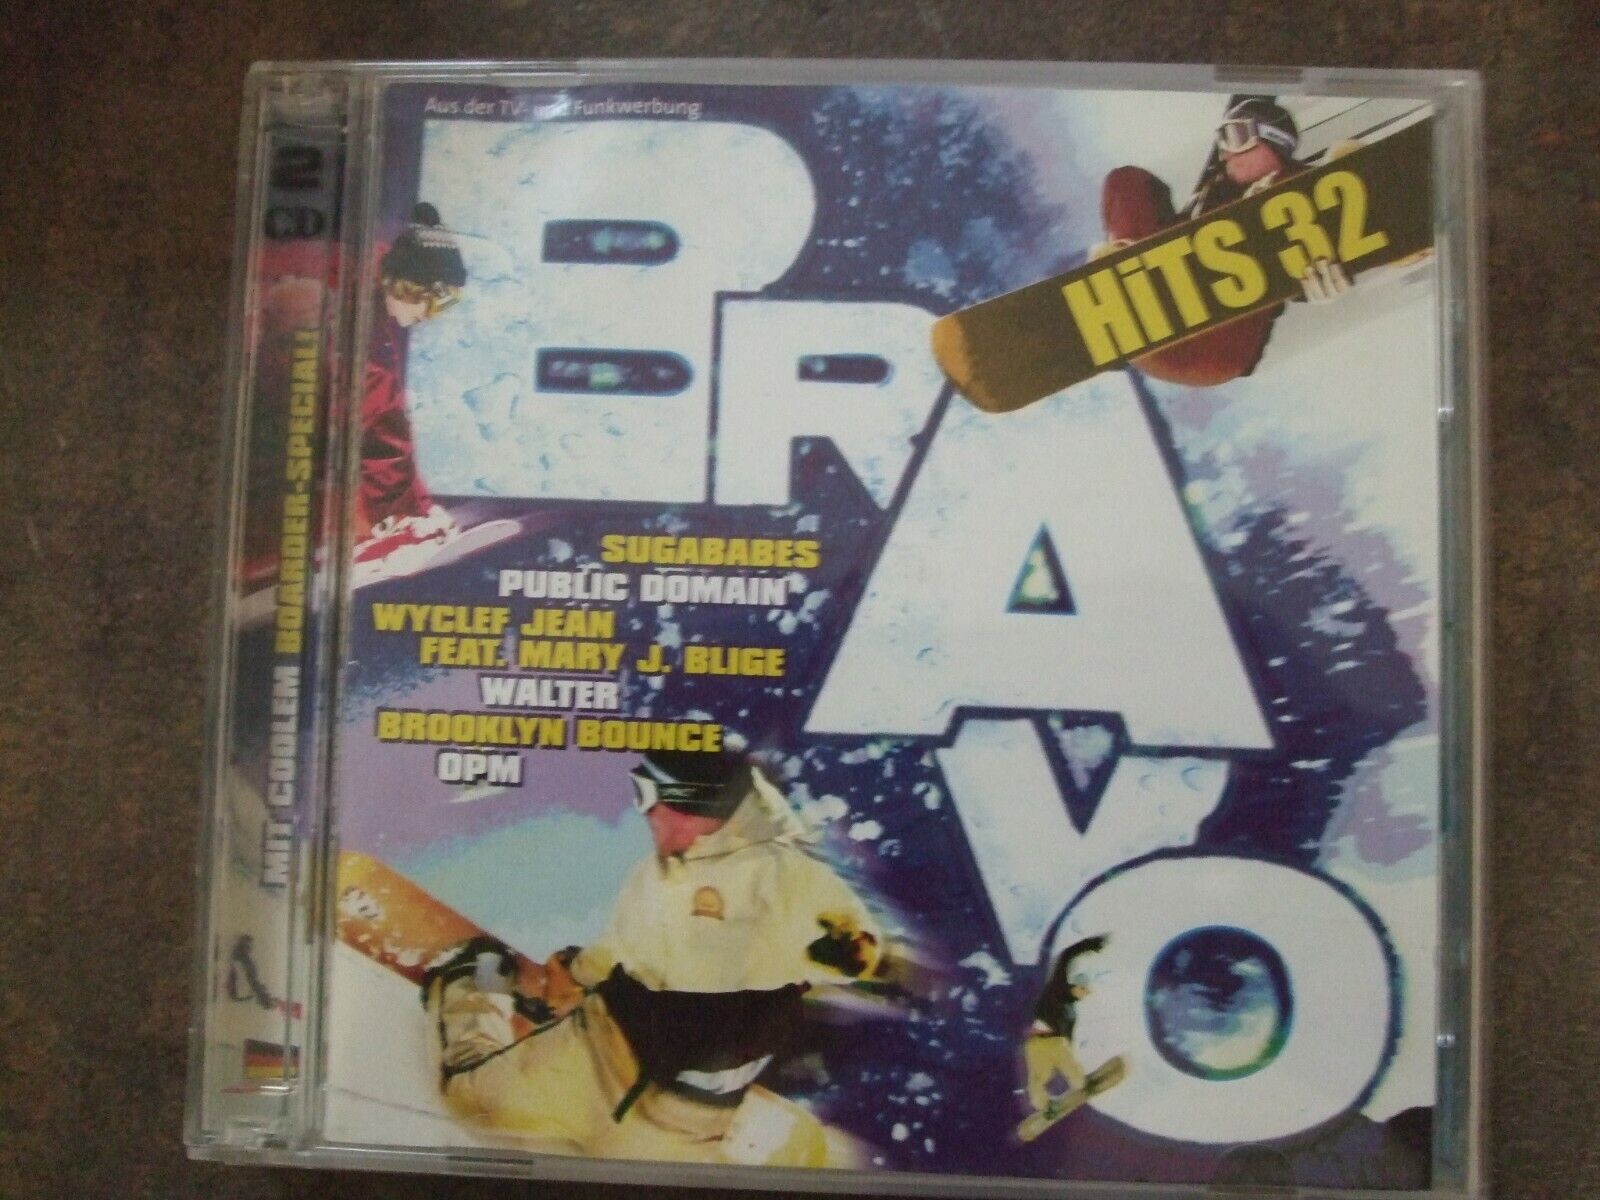 Aus der TV- und Funkwerbung
BRAVO
HiTS 32
SUGABABES
PUBLIC DOMAIN
WYCLEF JEAN
FEAT. MARY J. BLIGE
WALTER
BROOKLYN BOUNCE
OPM
2
CD
MIT COOLEM BOARDER-SPECIAL!